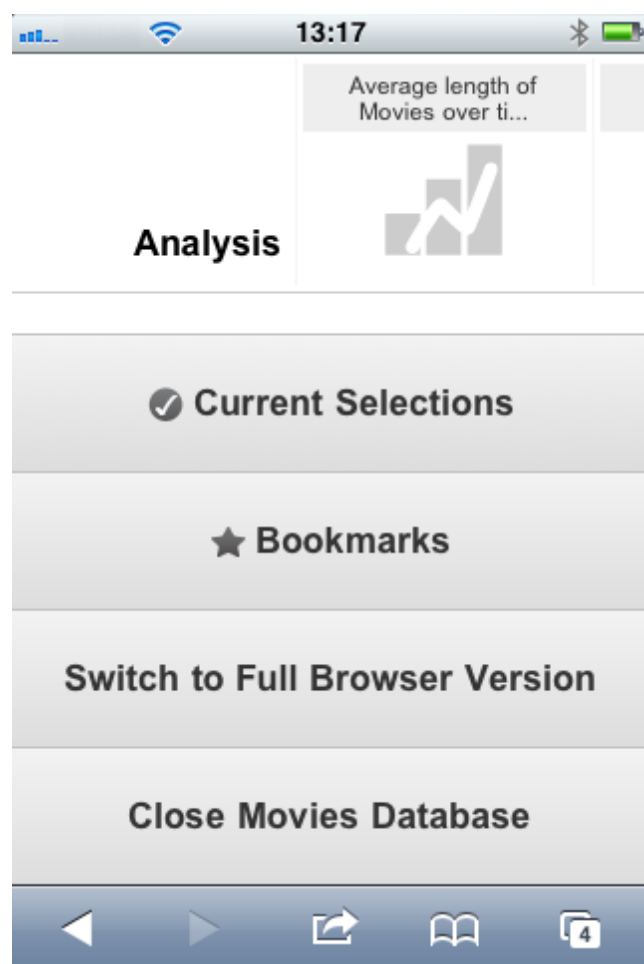 13:17
Average length of
Movies over ti...
Analysis
Current Selections
Bookmarks
Switch to Full Browser Version
Close Movies Database
4